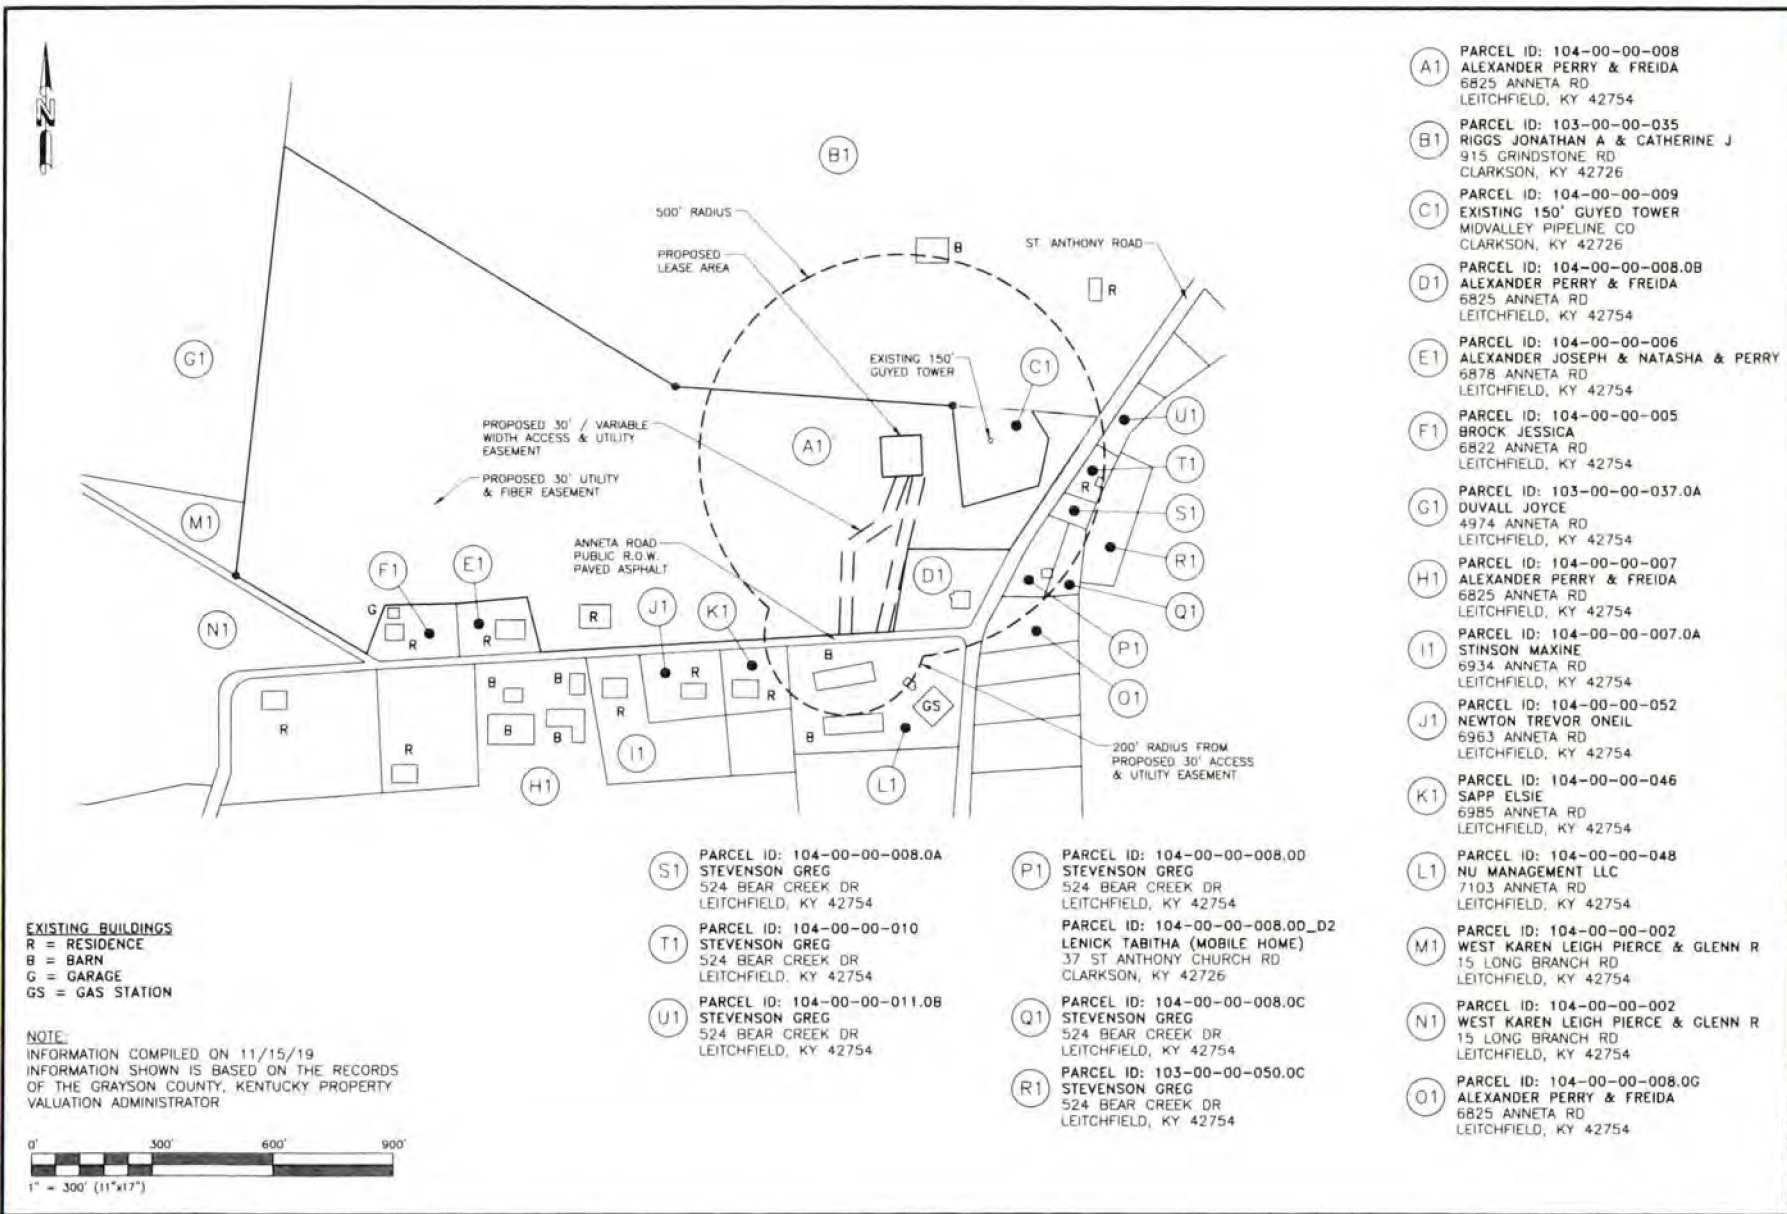 N
B1
500' RADIUS
PROPOSED
LEASE AREA
B
ST. ANTHONY ROAD
R
G1
EXISTING 150'
GUYED TOWER
C1
PROPOSED 30' / VARIABLE
WIDTH ACCESS & UTILITY
EASEMENT
A1
U1
PROPOSED 30' UTILITY
& FIBER EASEMENT
T1
R
M1
S1
ANNETA ROAD
PUBLIC R.O.W.
PAVED ASPHALT
R1
F1
E1
D1
J1
K1
G
R
R
R
Q1
N1
P1
O1
B
B
B
R
R
R
GS
R
R
B
B
I1
B
200' RADIUS FROM
PROPOSED 30' ACCESS
& UTILITY EASEMENT
H1
L1
A1
PARCEL ID: 104-00-00-008
ALEXANDER PERRY & FREIDA
6825 ANNETA RD
LEITCHFIELD, KY 42754
B1
PARCEL ID: 103-00-00-035
RIGGS JONATHAN A & CATHERINE J
915 GRINDSTONE RD
CLARKSON, KY 42726
C1
PARCEL ID: 104-00-00-009
EXISTING 150' GUYED TOWER
MIDVALLEY PIPELINE CO
CLARKSON, KY 42726
D1
PARCEL ID: 104-00-00-008.0B
ALEXANDER PERRY & FREIDA
6825 ANNETA RD
LEITCHFIELD, KY 42754
E1
PARCEL ID: 104-00-00-006
ALEXANDER JOSEPH & NATASHA & PERRY
6878 ANNETA RD
LEITCHFIELD, KY 42754
F1
PARCEL ID: 104-00-00-005
BROCK JESSICA
6822 ANNETA RD
LEITCHFIELD, KY 42754
G1
PARCEL ID: 103-00-00-037.0A
DUVALL JOYCE
4974 ANNETA RD
LEITCHFIELD, KY 42754
H1
PARCEL ID: 104-00-00-007
ALEXANDER PERRY & FREIDA
6825 ANNETA RD
LEITCHFIELD, KY 42754
I1
PARCEL ID: 104-00-00-007.0A
STINSON MAXINE
6934 ANNETA RD
LEITCHFIELD, KY 42754
J1
PARCEL ID: 104-00-00-052
NEWTON TREVOR ONEIL
6963 ANNETA RD
LEITCHFIELD, KY 42754
K1
PARCEL ID: 104-00-00-046
SAPP ELSIE
6985 ANNETA RD
LEITCHFIELD, KY 42754
L1
PARCEL ID: 104-00-00-048
NU MANAGEMENT LLC
7103 ANNETA RD
LEITCHFIELD, KY 42754
M1
PARCEL ID: 104-00-00-002
WEST KAREN LEIGH PIERCE & GLENN R
15 LONG BRANCH RD
LEITCHFIELD, KY 42754
N1
PARCEL ID: 104-00-00-002
WEST KAREN LEIGH PIERCE & GLENN R
15 LONG BRANCH RD
LEITCHFIELD, KY 42754
O1
PARCEL ID: 104-00-00-008.0G
ALEXANDER PERRY & FREIDA
6825 ANNETA RD
LEITCHFIELD, KY 42754
S1
PARCEL ID: 104-00-00-008.0A
STEVENSON GREG
524 BEAR CREEK DR
LEITCHFIELD, KY 42754
T1
PARCEL ID: 104-00-00-010
STEVENSON GREG
524 BEAR CREEK DR
LEITCHFIELD, KY 42754
U1
PARCEL ID: 104-00-00-011.0B
STEVENSON GREG
524 BEAR CREEK DR
LEITCHFIELD, KY 42754
P1
PARCEL ID: 104-00-00-008.0D
STEVENSON GREG
524 BEAR CREEK DR
LEITCHFIELD, KY 42754
PARCEL ID: 104-00-00-008.0D_D2
LENICK TABITHA (MOBILE HOME)
37 ST ANTHONY CHURCH RD
CLARKSON, KY 42726
Q1
PARCEL ID: 104-00-00-008.0C
STEVENSON GREG
524 BEAR CREEK DR
LEITCHFIELD, KY 42754
R1
PARCEL ID: 103-00-00-050.0C
STEVENSON GREG
524 BEAR CREEK DR
LEITCHFIELD, KY 42754
EXISTING BUILDINGS
R = RESIDENCE
B = BARN
G = GARAGE
GS = GAS STATION
NOTE:
INFORMATION COMPILED ON 11/15/19
INFORMATION SHOWN IS BASED ON THE RECORDS
OF THE GRAYSON COUNTY, KENTUCKY PROPERTY
VALUATION ADMINISTRATOR
0' 300' 600' 900'
1" = 300' (11"x17")